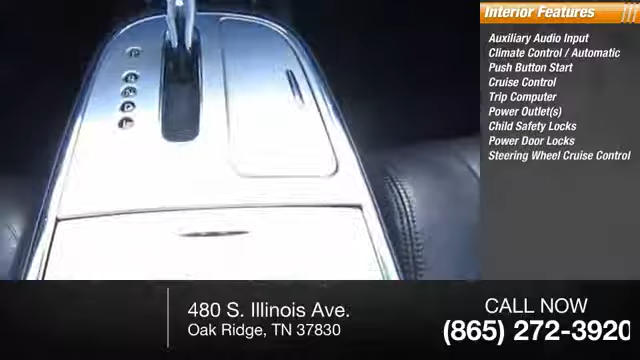 Interior Features
Auxiliary Audio Input
Climate Control / Automatic
Push Button Start
Cruise Control
Trip Computer
Power Outlet(s)
Child Safety Locks
Power Door Locks
Steering Wheel Cruise Control
P
R
N
D
L
480 S. Illinois Ave.
Oak Ridge, TN 37830
CALL NOW
(865) 272-3920